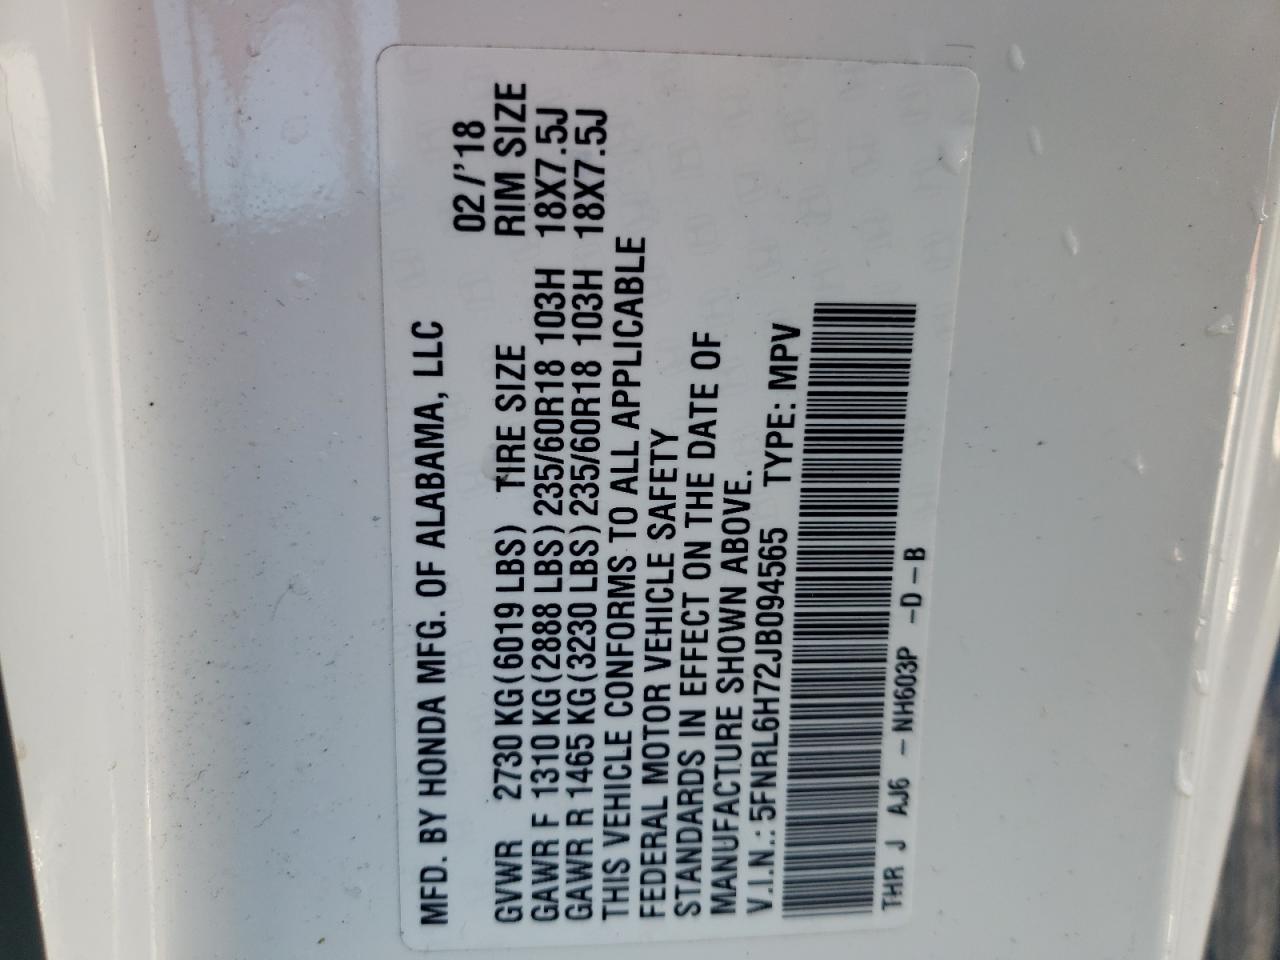 MFD. BY HONDA MFG. OF ALABAMA, LLC
02/'18
GVWR 2730 KG(6019 LBS) TIRE SIZE RIM SIZE
GAWR F 1310 KG(2888 LBS)235/60R18 103H 18X7.5J
GAWR R 1465 KG(3230 LBS)235/60R18 103H 18X7.5J
THIS VEHICLE CONFORMS TO ALL APPLICABLE
FEDERAL MOTOR VEHICLE SAFETY
STANDARDS IN EFFECT ON THE DATE OF
MANUFACTURE SHOWN ABOVE.
V.I.N.: 5FNRL6H72JB094565 TYPE: MPV
THR J AJ6 -NH603P -D-B